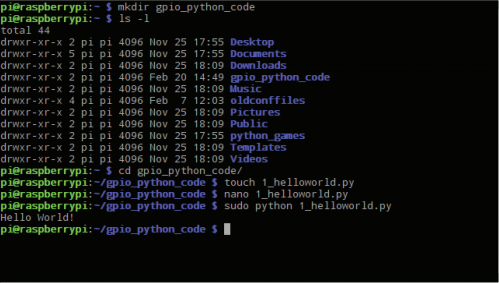 pi@raspberrypi:~ $ mkdir gpio_python_code
pi@raspberrypi:~ $ ls -l
total 44
drwxr-xr-x 2 pi pi 4096 Nov 25 17:55 Desktop
drwxr-xr-x 5 pi pi 4096 Nov 25 17:55 Documents
drwxr-xr-x 2 pi pi 4096 Nov 25 18:09 Downloads
drwxr-xr-x 2 pi pi 4096 Feb 20 14:49 gpio_python_code
drwxr-xr-x 2 pi pi 4096 Nov 25 18:09 Music
drwxr-xr-x 4 pi pi 4096 Feb  7 12:03 oldconffiles
drwxr-xr-x 2 pi pi 4096 Nov 25 18:09 Pictures
drwxr-xr-x 2 pi pi 4096 Nov 25 18:09 Public
drwxr-xr-x 2 pi pi 4096 Nov 25 17:55 python_games
drwxr-xr-x 2 pi pi 4096 Nov 25 18:09 Templates
drwxr-xr-x 2 pi pi 4096 Nov 25 18:09 Videos
pi@raspberrypi:~ $ cd gpio_python_code/
pi@raspberrypi:~/gpio_python_code $ touch 1_helloworld.py
pi@raspberrypi:~/gpio_python_code $ nano 1_helloworld.py
pi@raspberrypi:~/gpio_python_code $ sudo python 1_helloworld.py
Hello World!
pi@raspberrypi:~/gpio_python_code $